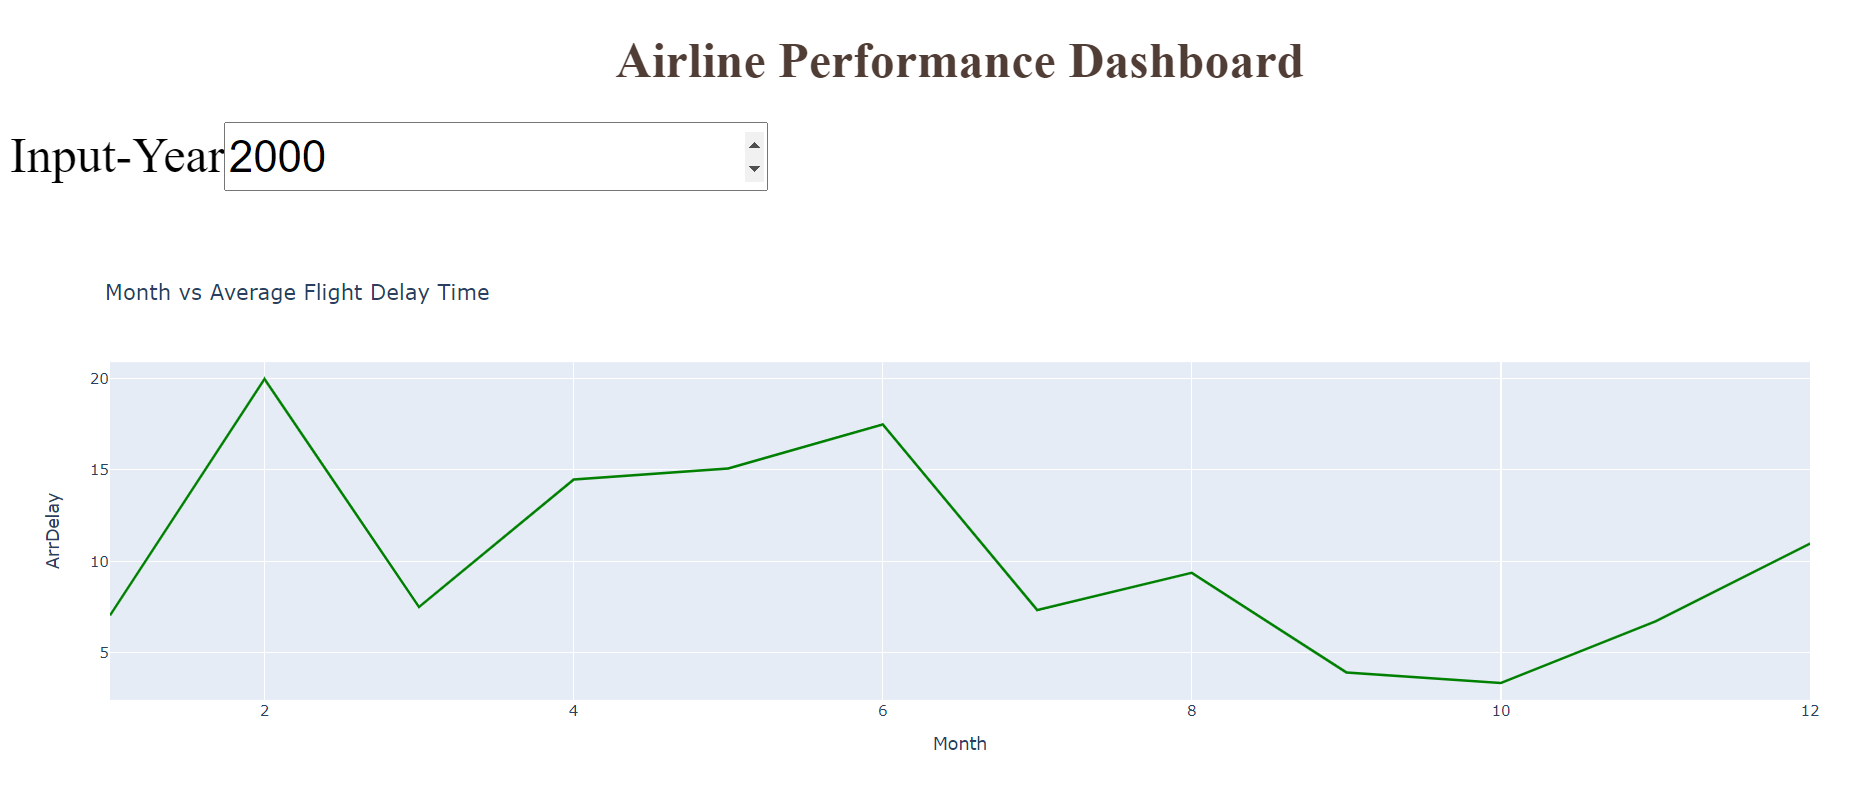 Airline Performance Dashboard
Input-Year 2000
Month vs Average Flight Delay Time
20
15
10
5
ArrDelay
2 4 6 8 10 12
Month